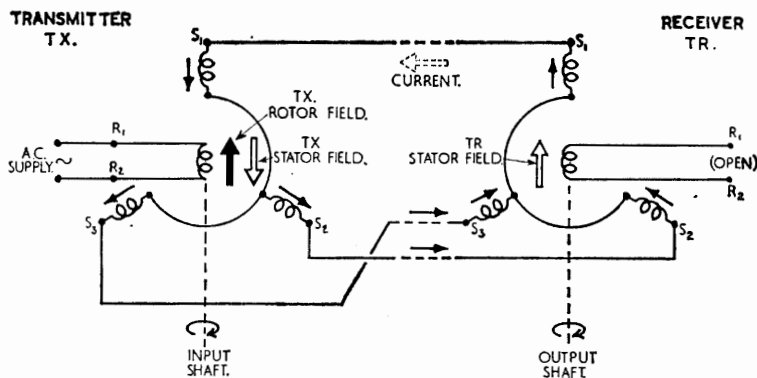 TRANSMITTER
TX.
RECEIVER
TR.
S1
S1
CURRENT.
TX.
ROTOR FIELD.
TX
STATOR FIELD.
TR
STATOR FIELD.
R1
A.C.
SUPPLY. ~
R2
R1
(OPEN)
R2
S3
S2
S3
S2
INPUT
SHAFT.
OUTPUT
SHAFT.